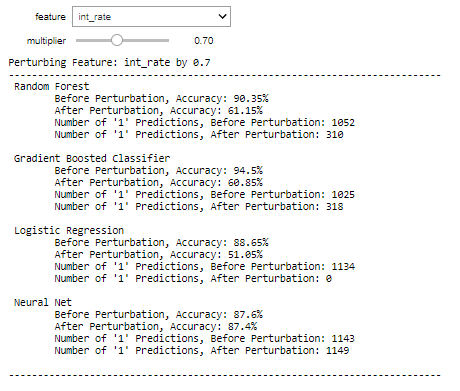 feature int_rate
multiplier 0.70
Perturbing Feature: int_rate by 0.7
------------------------------------------------------------------------
Random Forest
Before Perturbation, Accuracy: 90.35%
After Perturbation, Accuracy: 61.15%
Number of '1' Predictions, Before Perturbation: 1052
Number of '1' Predictions, After Perturbation: 310
Gradient Boosted Classifier
Before Perturbation, Accuracy: 94.5%
After Perturbation, Accuracy: 60.85%
Number of '1' Predictions, Before Perturbation: 1025
Number of '1' Predictions, After Perturbation: 318
Logistic Regression
Before Perturbation, Accuracy: 88.65%
After Perturbation, Accuracy: 51.05%
Number of '1' Predictions, Before Perturbation: 1134
Number of '1' Predictions, After Perturbation: 0
Neural Net
Before Perturbation, Accuracy: 87.6%
After Perturbation, Accuracy: 87.4%
Number of '1' Predictions, Before Perturbation: 1143
Number of '1' Predictions, After Perturbation: 1149
------------------------------------------------------------------------